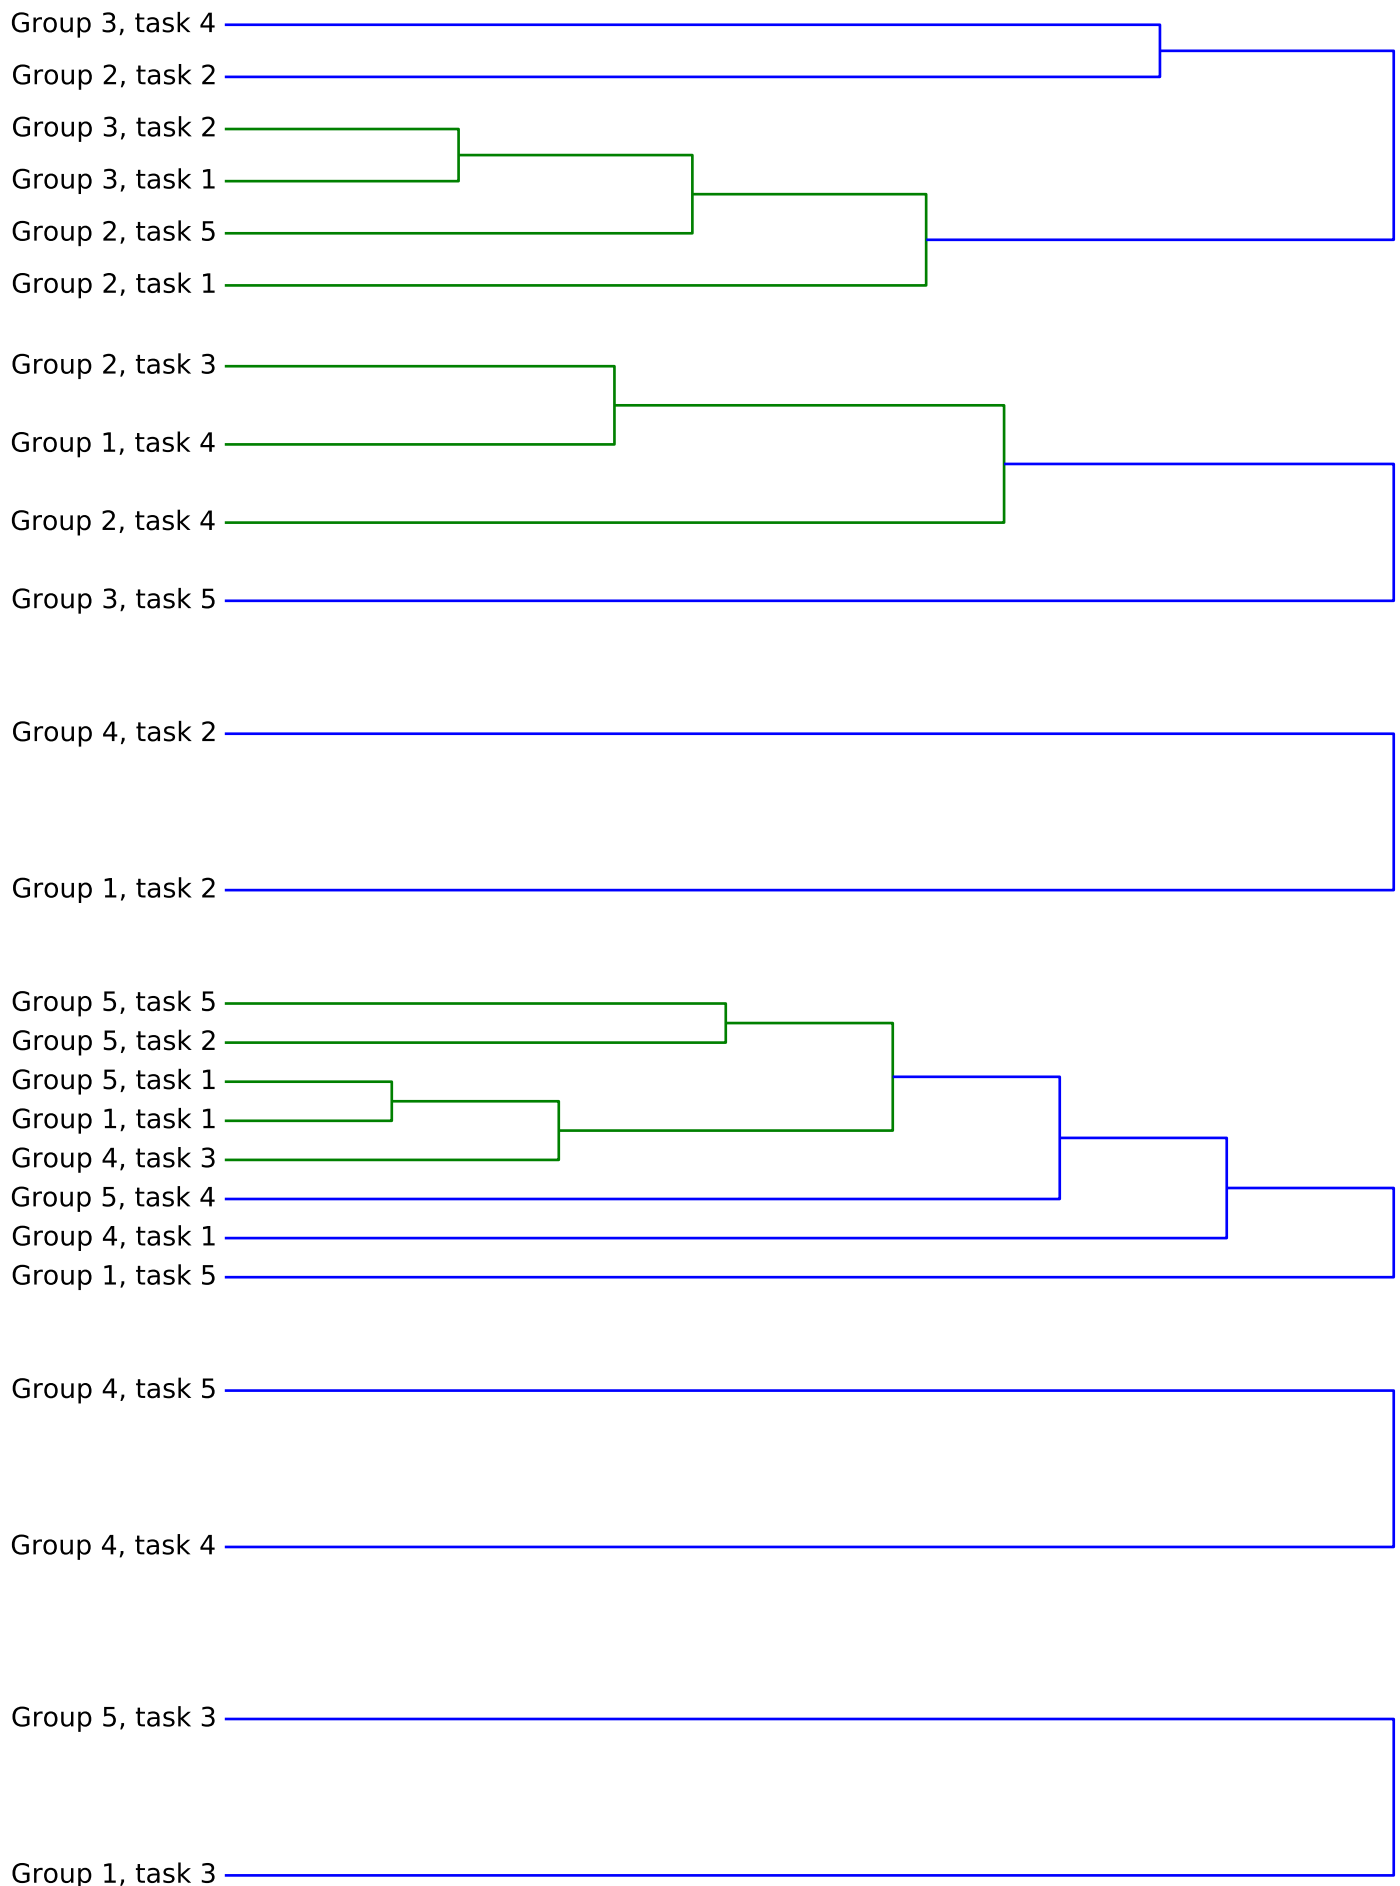 Group 3, task 4
Group 2, task 2
Group 3, task 2
Group 3, task 1
Group 2, task 5
Group 2, task 1
Group 2, task 3
Group 1, task 4
Group 2, task 4
Group 3, task 5
Group 4, task 2
Group 1, task 2
Group 5, task 5
Group 5, task 2
Group 5, task 1
Group 1, task 1
Group 4, task 3
Group 5, task 4
Group 4, task 1
Group 1, task 5
Group 4, task 5
Group 4, task 4
Group 5, task 3
Group 1, task 3